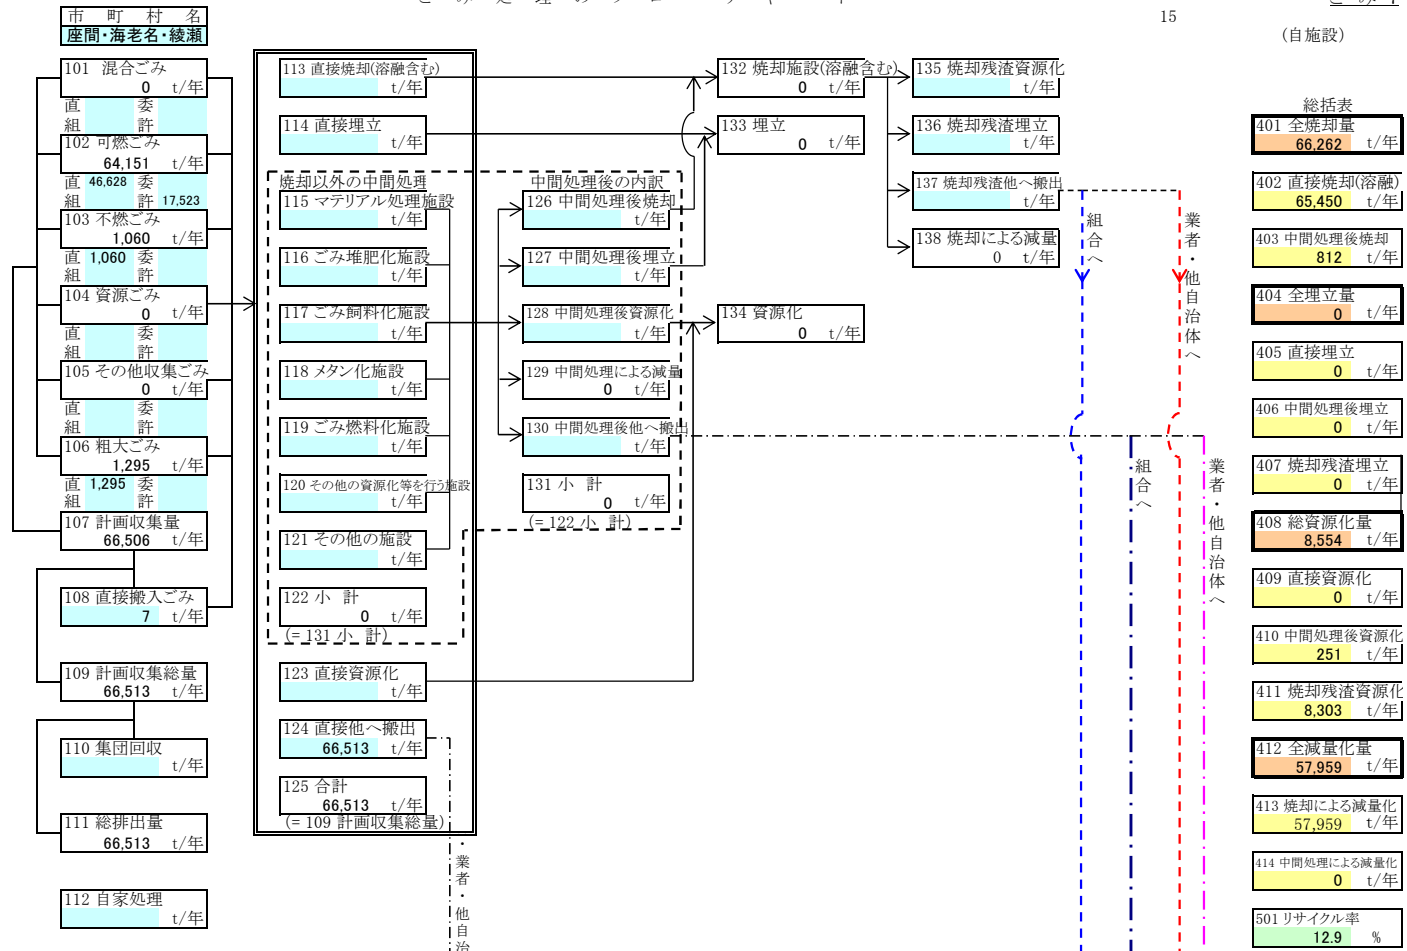 15
(自施設)
市 町 村 名
座間・海老名・綾瀬
101 混合ごみ
0 t/年
直 委
組 許
102 可燃ごみ
64,151 t/年
直 46,628 委
組 許 17,523
103 不燃ごみ
1,060 t/年
直 1,060 委
組 許
104 資源ごみ
0 t/年
直 委
組 許
105 その他収集ごみ
0 t/年
直 委
組 許
106 粗大ごみ
1,295 t/年
直 1,295 委
組 許
107 計画収集量
66,506 t/年
108 直接搬入ごみ
7 t/年
109 計画収集総量
66,513 t/年
110 集団回収
t/年
111 総排出量
66,513 t/年
112 自家処理
t/年
113 直接焼却(溶融含む)
t/年
114 直接埋立
t/年
焼却以外の中間処理
115 マテリアル処理施設
t/年
116 ごみ堆肥化施設
t/年
117 ごみ飼料化施設
t/年
118 メタン化施設
t/年
119 ごみ燃料化施設
t/年
120 その他の資源化等を行う施設
t/年
121 その他の施設
t/年
122 小 計
0 t/年
(= 131 小 計)
123 直接資源化
t/年
124 直接他へ搬出
66,513 t/年
125 合計
66,513 t/年
(= 109 計画収集総量)
・業者・他自治
中間処理後の内訳
126 中間処理後焼却
t/年
127 中間処理後埋立
t/年
128 中間処理後資源化
t/年
129 中間処理による減量
0 t/年
130 中間処理後他へ搬出
t/年
131 小 計
0 t/年
(= 122 小 計)
132 焼却施設(溶融含む)
0 t/年
133 埋立
0 t/年
134 資源化
0 t/年
135 焼却残渣資源化
t/年
136 焼却残渣埋立
t/年
137 焼却残渣他へ搬出
t/年
138 焼却による減量
0 t/年
組合へ
業者・他自治体へ
組合へ
業者・他自治体へ
総括表
401 全焼却量
66,262 t/年
402 直接焼却(溶融)
65,450 t/年
403 中間処理後焼却
812 t/年
404 全埋立量
0 t/年
405 直接埋立
0 t/年
406 中間処理後埋立
0 t/年
407 焼却残渣埋立
0 t/年
408 総資源化量
8,554 t/年
409 直接資源化
0 t/年
410 中間処理後資源化
251 t/年
411 焼却残渣資源化
8,303 t/年
412 全減量化量
57,959 t/年
413 焼却による減量化
57,959 t/年
414 中間処理による減量化
0 t/年
501 リサイクル率
12.9 %